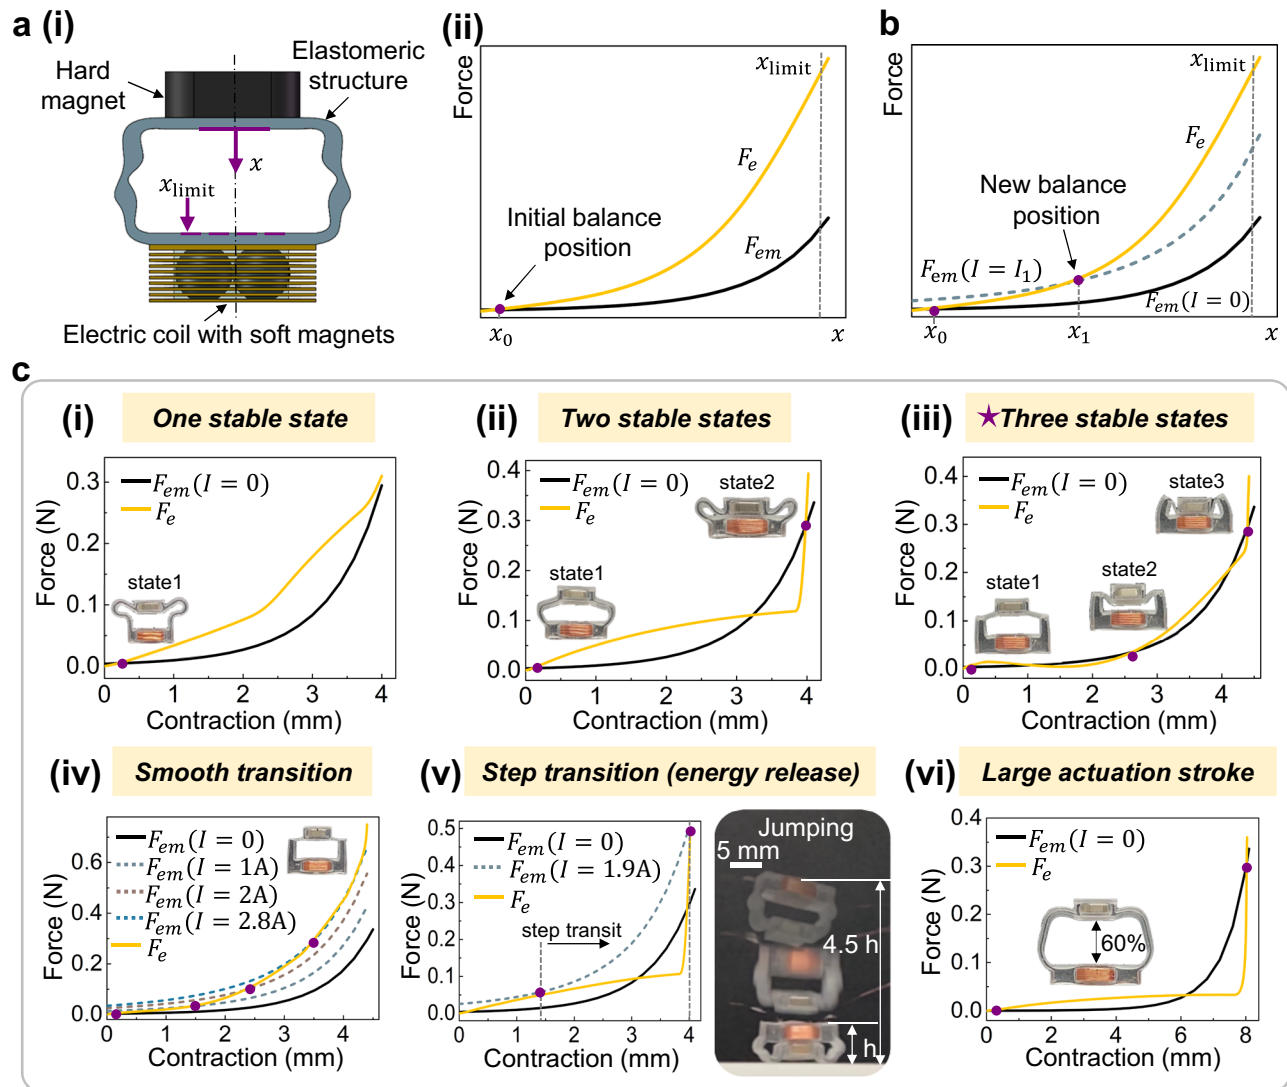 a (i)
Hard
magnet
Elastomeric
structure
x
x_limit
Electric coil with soft magnets
(ii)
Force
x_limit
F_e
Initial balance
position
F_em
x_0
x
b
Force
x_limit
F_e
New balance
position
F_em(I = I_1)
F_em(I = 0)
x_0
x_1
x
c
(i)
One stable state
F_em(I = 0)
F_e
state1
Force (N)
0.3
0.2
0.1
0.0
0
1
2
3
4
Contraction (mm)
(ii)
Two stable states
F_em(I = 0)
F_e
state2
state1
Force (N)
0.4
0.3
0.2
0.1
0.0
0
1
2
3
4
Contraction (mm)
(iii)
★Three stable states
F_em(I = 0)
F_e
state3
state1
state2
Force (N)
0.4
0.3
0.2
0.1
0.0
0
1
2
3
4
Contraction (mm)
(iv)
Smooth transition
F_em(I = 0)
F_em(I = 1A)
F_em(I = 2A)
F_em(I = 2.8A)
F_e
Force (N)
0.6
0.4
0.2
0.0
0
1
2
3
4
Contraction (mm)
(v)
Step transition (energy release)
F_em(I = 0)
F_em(I = 1.9A)
F_e
step transit
Force (N)
0.5
0.4
0.3
0.2
0.1
0.0
0
1
2
3
4
Contraction (mm)
Jumping
5 mm
4.5 h
h
(vi)
Large actuation stroke
F_em(I = 0)
F_e
60%
Force (N)
0.4
0.3
0.2
0.1
0.0
0
2
4
6
8
Contraction (mm)